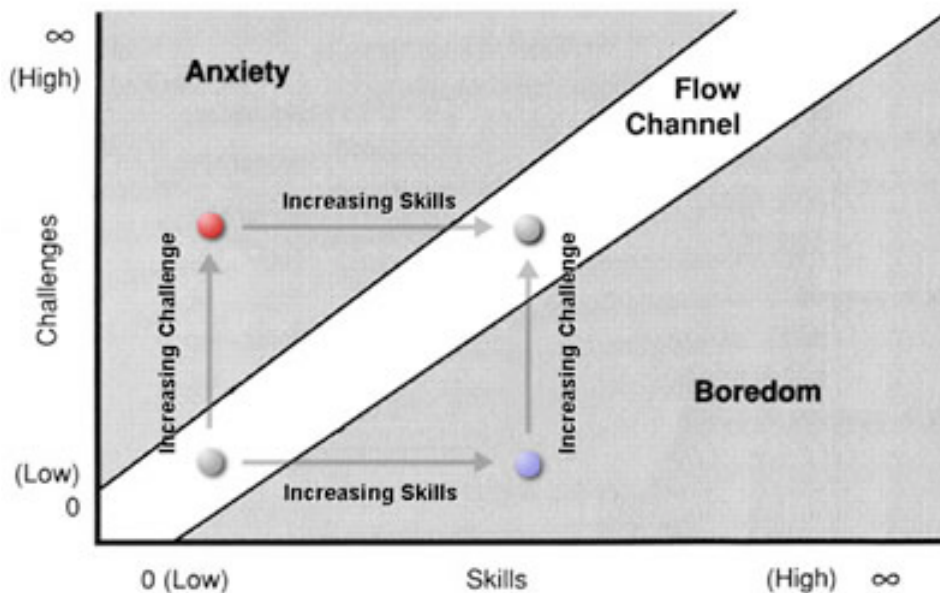 ∞
(High)
Anxiety
Flow
Channel
Increasing Skills
Challenges
Increasing Challenge
Increasing Challenge
Boredom
(Low)
0
Increasing Skills
0 (Low)
Skills
(High)
∞